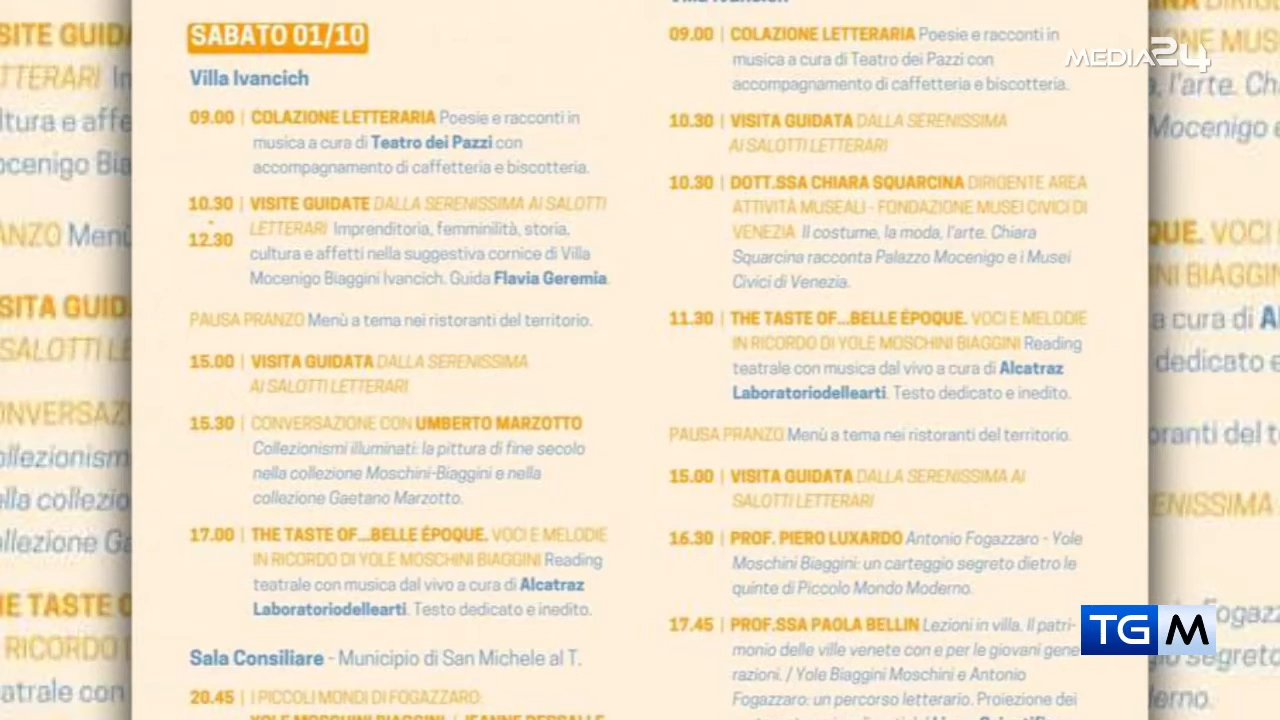 SABATO 01/10
Villa Ivancich
09.00 | COLAZIONE LETTERARIA Poesie e racconti in
musica a cura di Teatro dei Pazzi con
accompagnamento di caffetteria e biscotteria.
10.30 | VISITE GUIDATE DALLA SERENISSIMA AI SALOTTI
- LETTERARI Imprenditoria, femminilità, storia,
12.30 cultura e affetti nella suggestiva cornice di Villa
Mocenigo Biaggini Ivancich. Guida Flavia Geremia.
PAUSA PRANZO Menù a tema nei ristoranti del territorio.
15.00 | VISITA GUIDATA DALLA SERENISSIMA
AI SALOTTI LETTERARI
15.30 | CONVERSAZIONE CON UMBERTO MARZOTTO
Collezionismi illuminati: la pittura di fine secolo
nella collezione Moschini-Biaggini e nella
collezione Gaetano Marzotto.
17.00 | THE TASTE OF...BELLE ÉPOQUE. VOCI E MELODIE
IN RICORDO DI YOLE MOSCHINI BIAGGINI Reading
teatrale con musica dal vivo a cura di Alcatraz
Laboratoriodellearti. Testo dedicato e inedito.
Sala Consiliare - Municipio di San Michele al T.
20.45 | I PICCOLI MONDI DI FOGAZZARO:
YOLE MOSCHINI BIAGGINI
Villa Ivancich
09.00 | COLAZIONE LETTERARIA Poesie e racconti in
musica a cura di Teatro dei Pazzi con
accompagnamento di caffetteria e biscotteria.
10.30 | VISITA GUIDATA DALLA SERENISSIMA
AI SALOTTI LETTERARI
10.30 | DOTT.SSA CHIARA SQUARCINA DIRIGENTE AREA
ATTIVITÀ MUSEALI - FONDAZIONE MUSEI CIVICI DI
VENEZIA Il costume, la moda, l'arte. Chiara
Squarcina racconta Palazzo Mocenigo e i Musei
Civici di Venezia.
11.30 | THE TASTE OF...BELLE ÉPOQUE. VOCI E MELODIE
IN RICORDO DI YOLE MOSCHINI BIAGGINI Reading
teatrale con musica dal vivo a cura di Alcatraz
Laboratoriodellearti. Testo dedicato e inedito.
PAUSA PRANZO Menù a tema nei ristoranti del territorio.
15.00 | VISITA GUIDATA DALLA SERENISSIMA AI
SALOTTI LETTERARI
16.30 | PROF. PIERO LUXARDO Antonio Fogazzaro - Yole
Moschini Biaggini: un carteggio segreto dietro le
quinte di Piccolo Mondo Moderno.
17.45 | PROF.SSA PAOLA BELLIN Lezioni in villa. Il patri-
monio delle ville venete con e per le giovani gene
razioni. / Yole Biaggini Moschini e Antonio
Fogazzaro: un percorso letterario. Proiezione dei
MEDIA24
TG M